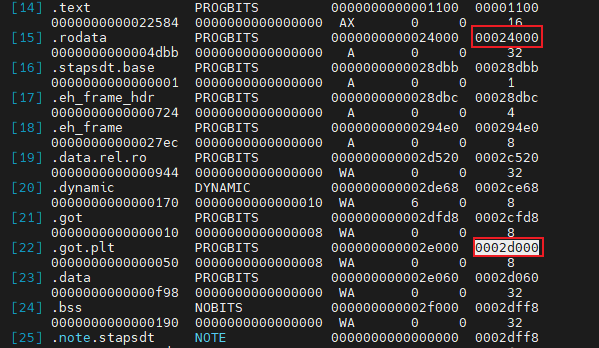 [14] .text PROGBITS 0000000000001100 00001100
0000000000022584 0000000000000000 AX 0 0 16
[15] .rodata PROGBITS 0000000000024000 00024000
0000000000004dbb 0000000000000000 A 0 0 32
[16] .stapsdt.base PROGBITS 0000000000028dbb 00028dbb
0000000000000001 0000000000000000 A 0 0 1
[17] .eh_frame_hdr PROGBITS 0000000000028dbc 00028dbc
0000000000000724 0000000000000000 A 0 0 4
[18] .eh_frame PROGBITS 00000000000294e0 000294e0
00000000000027ec 0000000000000000 A 0 0 8
[19] .data.rel.ro PROGBITS 000000000002d520 0002c520
0000000000000944 0000000000000000 WA 0 0 32
[20] .dynamic DYNAMIC 000000000002de68 0002ce68
0000000000000170 0000000000000010 WA 6 0 8
[21] .got PROGBITS 000000000002dfd8 0002cfd8
0000000000000010 0000000000000008 WA 0 0 8
[22] .got.plt PROGBITS 000000000002e000 0002d000
0000000000000050 0000000000000008 WA 0 0 8
[23] .data PROGBITS 000000000002e060 0002d060
0000000000000f98 0000000000000000 WA 0 0 32
[24] .bss NOBITS 000000000002f000 0002dff8
0000000000000190 0000000000000000 WA 0 0 32
[25] .note.stapsdt NOTE 0000000000000000 0002dff8